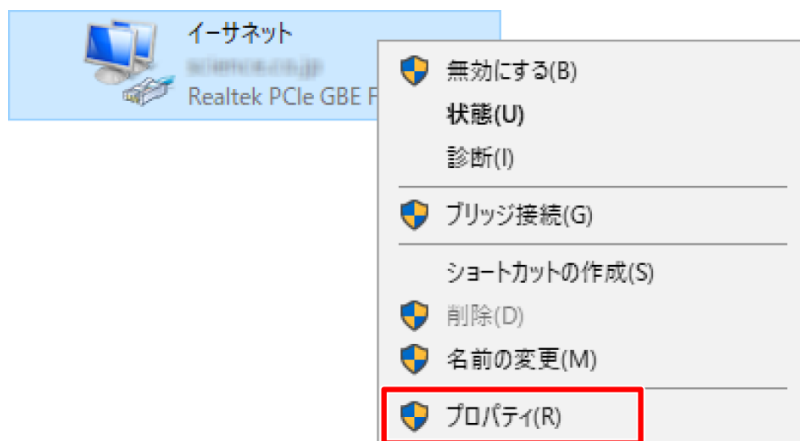 イーサネット
Realtek PCIe GBE F
無効にする(B)
状態(U)
診断(I)
ブリッジ接続(G)
ショートカットの作成(S)
削除(D)
名前の変更(M)
プロパティ(R)